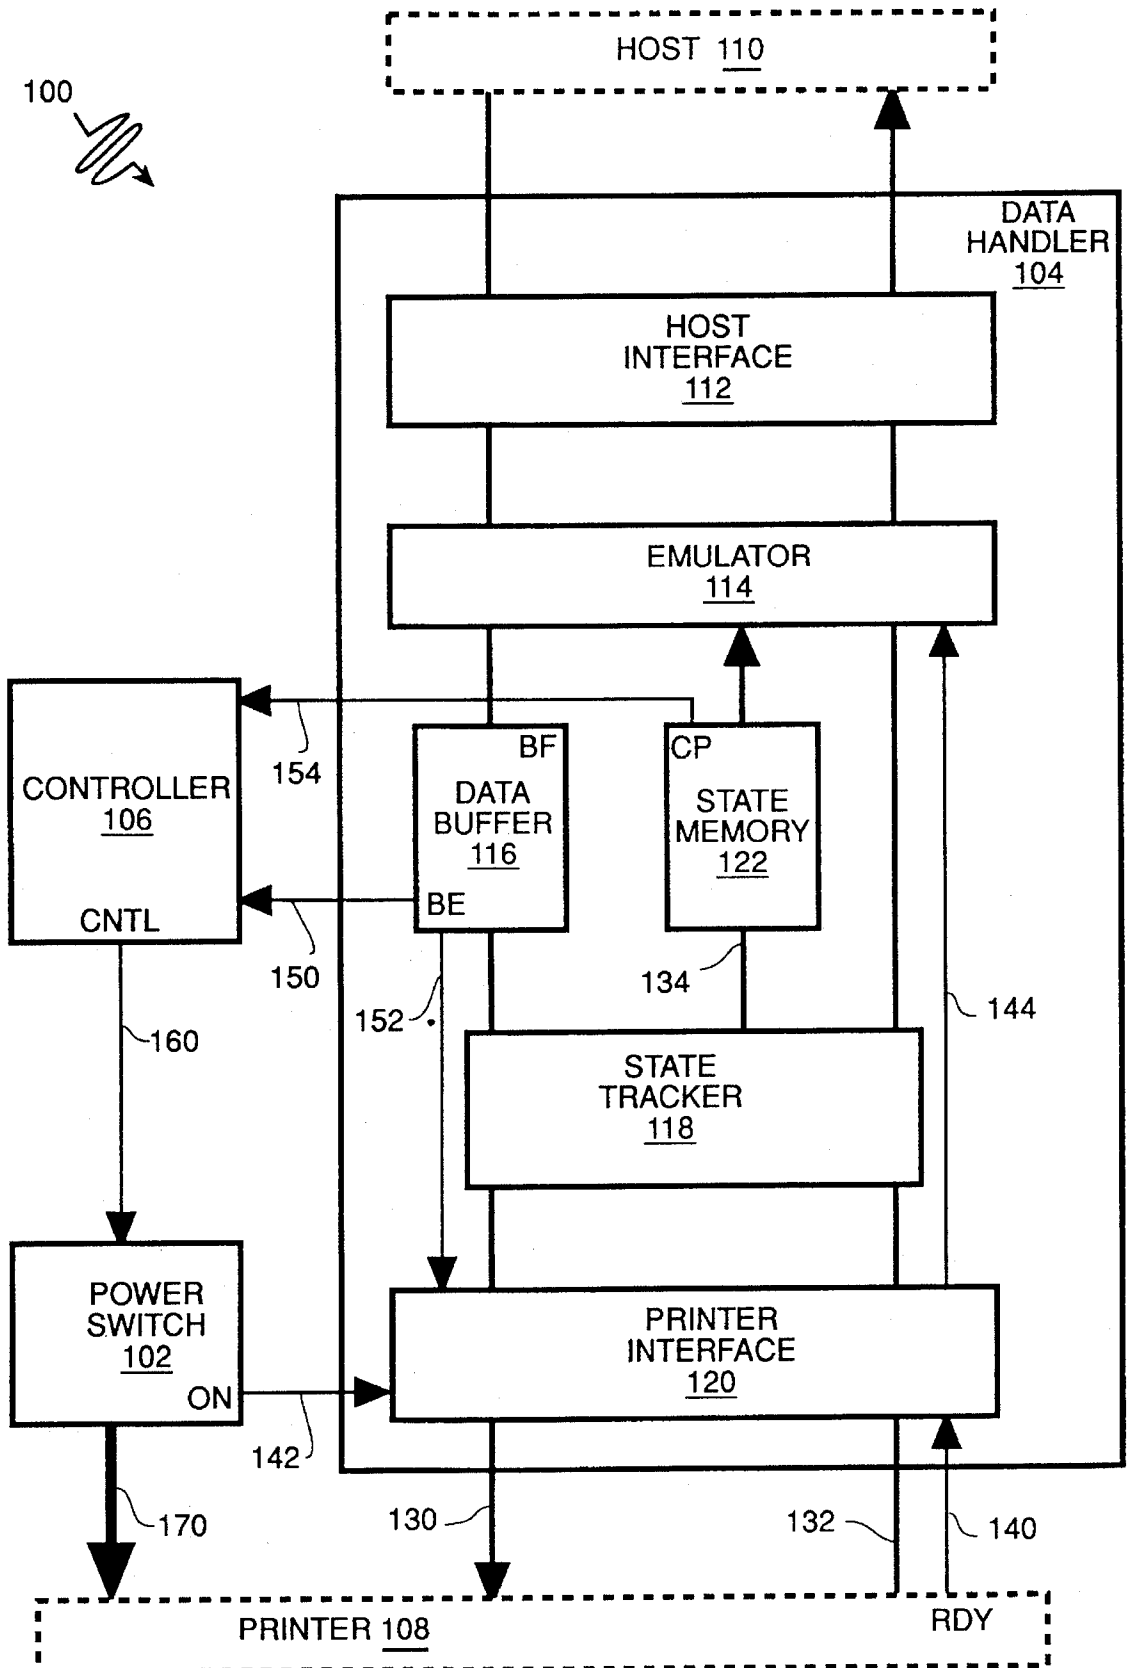 HOST 110
100
DATA
HANDLER
104
HOST
INTERFACE
112
EMULATOR
114
154
BF
CP
CONTROLLER
106
DATA
BUFFER
116
STATE
MEMORY
122
BE
CNTL
150
134
152
144
160
STATE
TRACKER
118
POWER
SWITCH
102
ON
PRINTER
INTERFACE
120
142
170
130
132
140
PRINTER 108
RDY